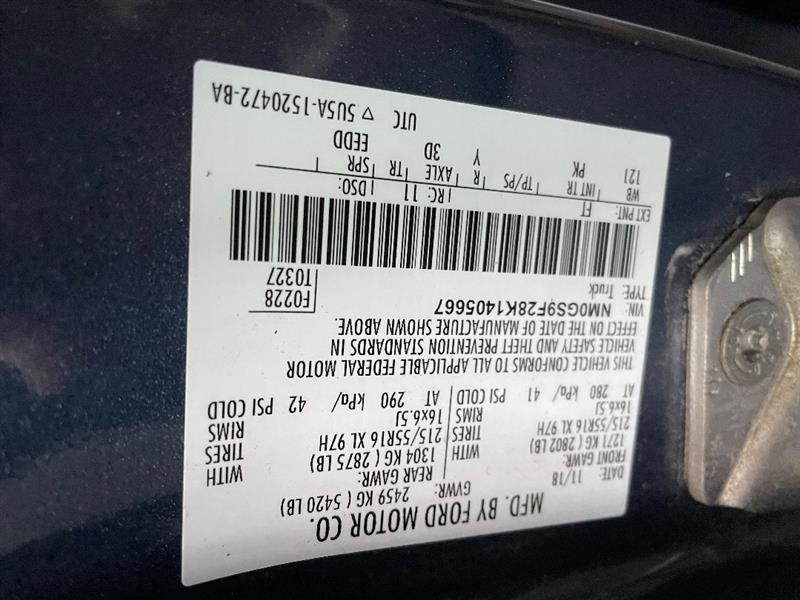 MFD. BY FORD MOTOR CO.
DATE: 11/18
GVWR: 2459 KG ( 5420 LB)
FRONT GAWR: 1271 KG ( 2802 LB)
REAR GAWR: 1304 KG ( 2875 LB)
WITH
215/55R16 XL 97H TIRES
16x6.5J RIMS
AT 280 kPa/ 41 PSI COLD
WITH
215/55R16 XL 97H TIRES
16x6.5J RIMS
AT 290 kPa/ 42 PSI COLD
THIS VEHICLE CONFORMS TO ALL APPLICABLE FEDERAL MOTOR
VEHICLE SAFETY AND THEFT PREVENTION STANDARDS IN
EFFECT ON THE DATE OF MANUFACTURE SHOWN ABOVE.
VIN: NM0GS9F28K1405667
TYPE: Truck
F0228
T0327
EXT PNT: FT RC: 11 DSO:
WB INT TR TP/PS R AXLE TR SPR
121 PK Y 3D EEDD
UTC ▽ 5U5A-1520472-BA